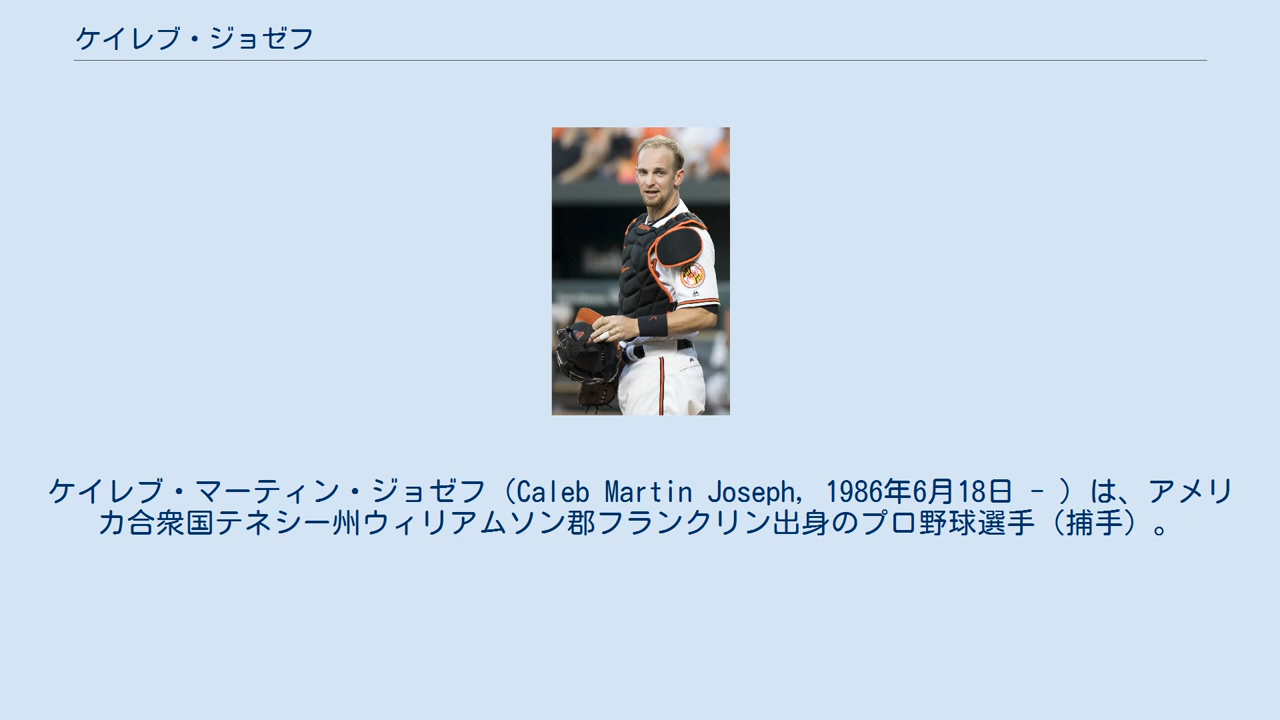 ケイレブ・ジョゼフ
ケイレブ・マーティン・ジョゼフ（Caleb Martin Joseph, 1986年6月18日 - ）は、アメリ
カ合衆国テネシー州ウィリアムソン郡フランクリン出身のプロ野球選手（捕手）。